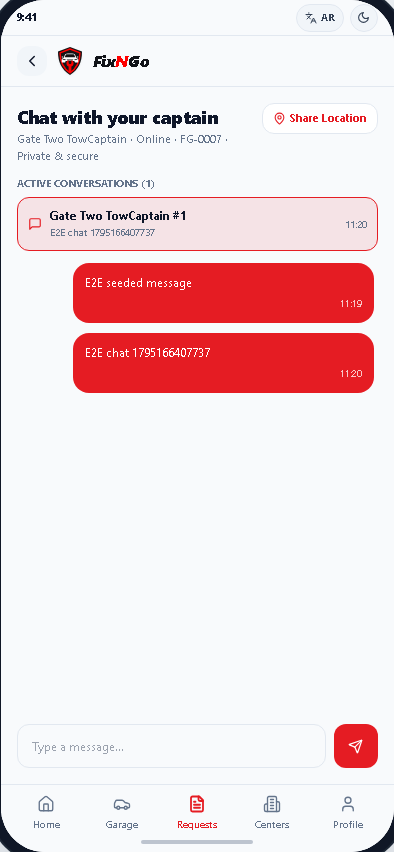 9:41
AR
FixNGo
Chat with your captain
Share Location
Gate Two TowCaptain · Online · FG-0007 ·
Private & secure
ACTIVE CONVERSATIONS (1)
Gate Two TowCaptain #1
11:20
E2E chat 1795166407737
E2E seeded message
11:19
E2E chat 1795166407737
11:20
Type a message...
Home
Garage
Requests
Centers
Profile